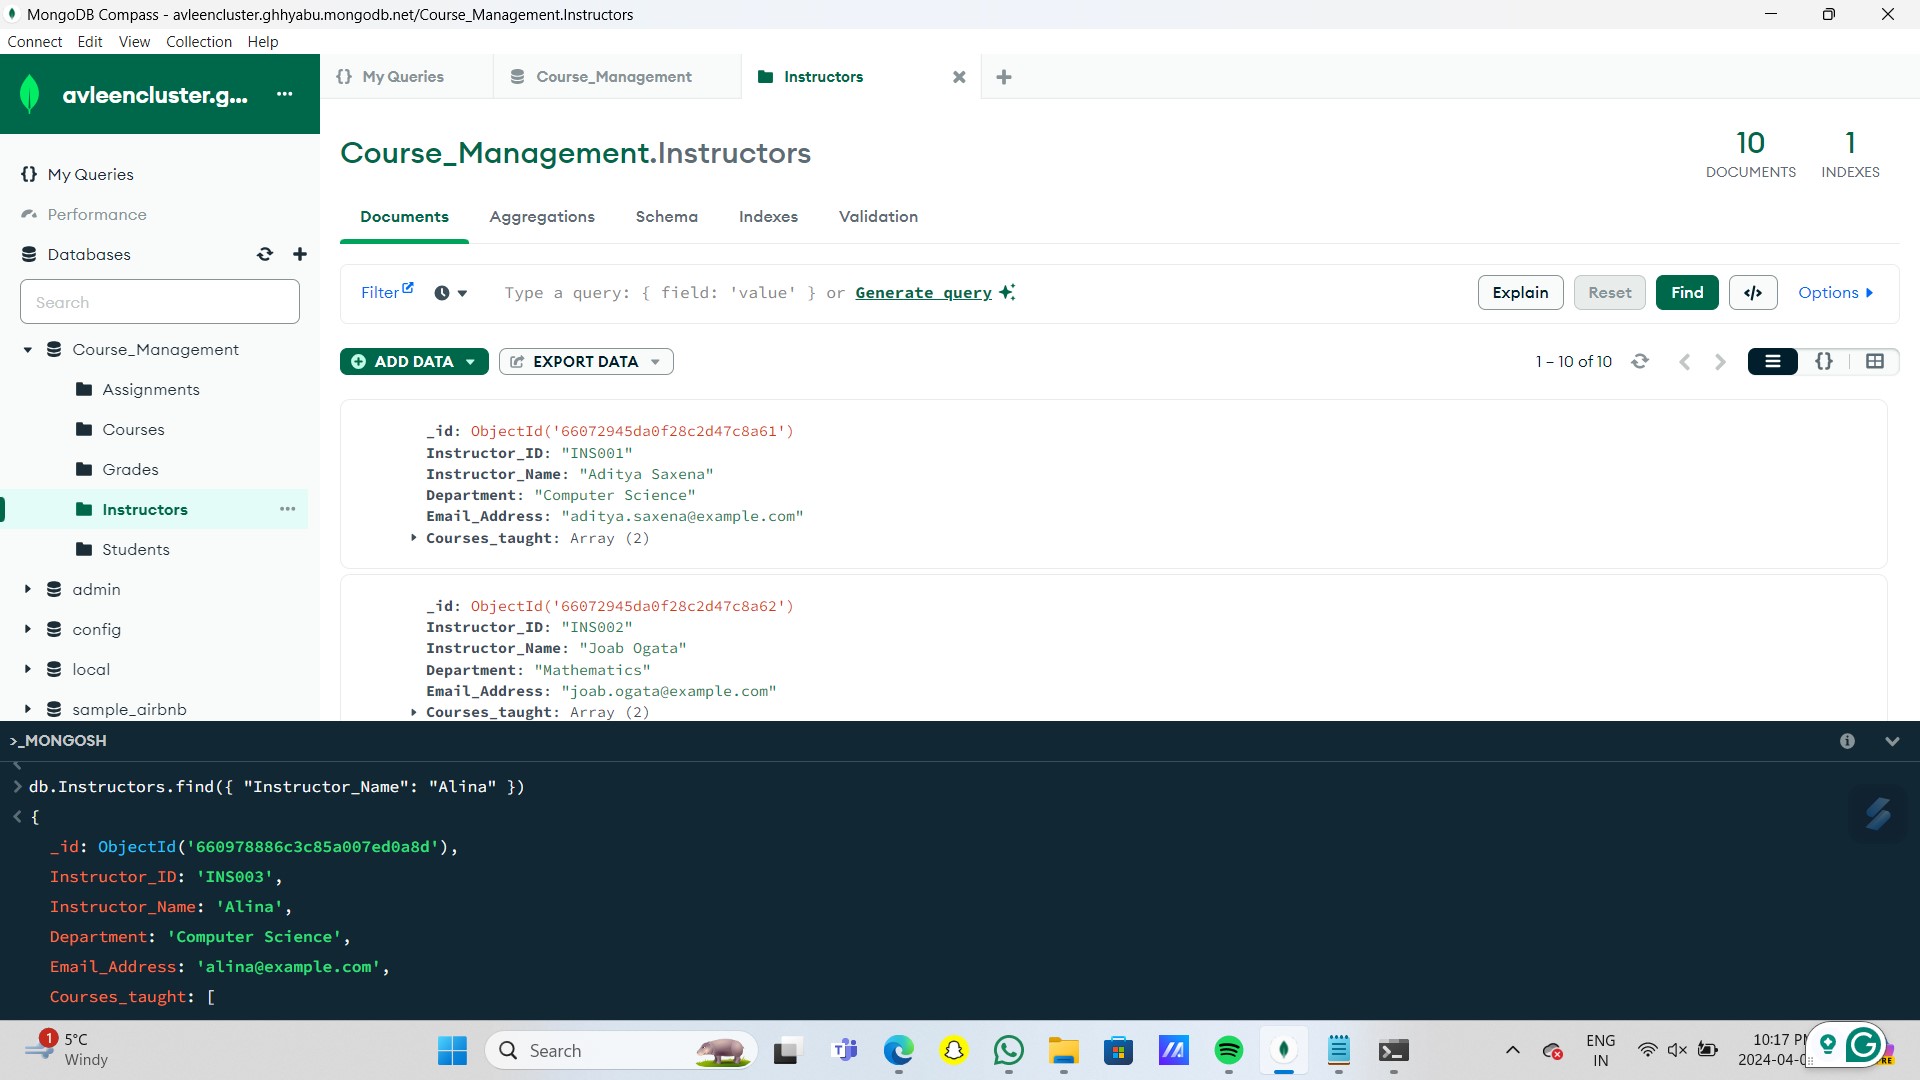 MongoDB Compass - avleencluster.ghhyabu.mongodb.net/Course_Management.Instructors
Connect Edit View Collection Help
avleencluster.g...
My Queries
Course_Management
Instructors
My Queries
Performance
Databases
Search
Course_Management
Assignments
Courses
Grades
Instructors
Students
admin
config
local
sample_airbnb
Course_Management.Instructors
10 DOCUMENTS
1 INDEXES
Documents Aggregations Schema Indexes Validation
Filter Type a query: { field: 'value' } or Generate query Explain Reset Find </> Options
ADD DATA EXPORT DATA 1 – 10 of 10 {}
_id: ObjectId('66072945da0f28c2d47c8a61')
Instructor_ID: "INS001"
Instructor_Name: "Aditya Saxena"
Department: "Computer Science"
Email_Address: "aditya.saxena@example.com"
Courses_taught: Array (2)
_id: ObjectId('66072945da0f28c2d47c8a62')
Instructor_ID: "INS002"
Instructor_Name: "Joab Ogata"
Department: "Mathematics"
Email_Address: "joab.ogata@example.com"
Courses_taught: Array (2)
>_MONGOSH
> db.Instructors.find({ "Instructor_Name": "Alina" })
< {
_id: ObjectId('660978886c3c85a007ed0a8d'),
Instructor_ID: 'INS003',
Instructor_Name: 'Alina',
Department: 'Computer Science',
Email_Address: 'alina@example.com',
Courses_taught: [
1
5°C
Windy
Search
ENG
IN
10:17
2024-04-